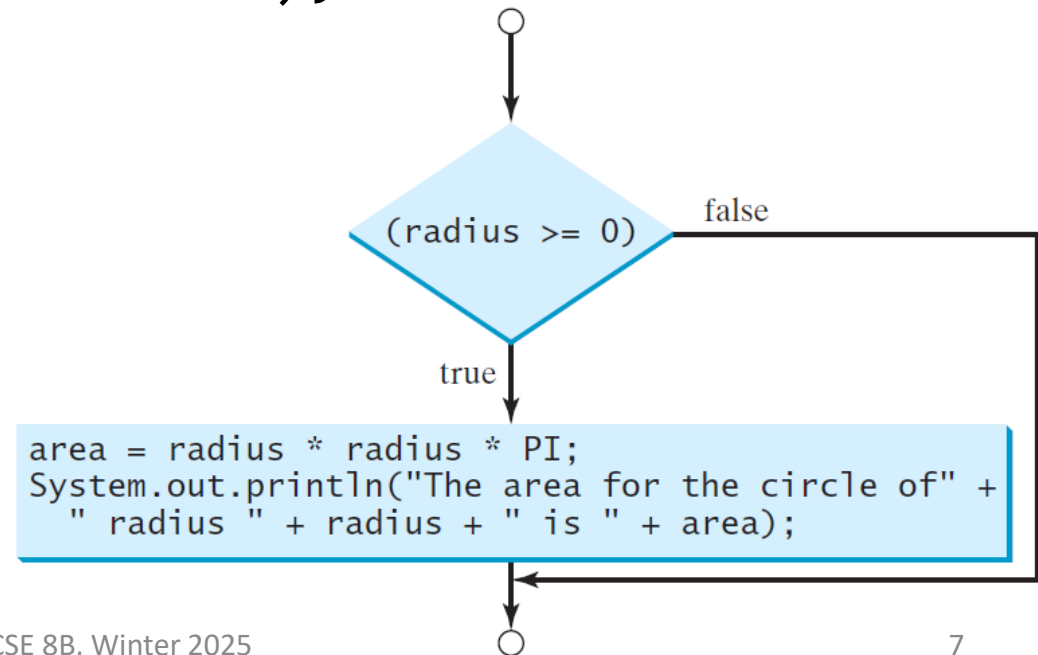 (radius >= 0)
false
true
area = radius * radius * PI;
System.out.println("The area for the circle of" +
" radius " + radius + " is " + area);
CSE 8B, Winter 2025
7